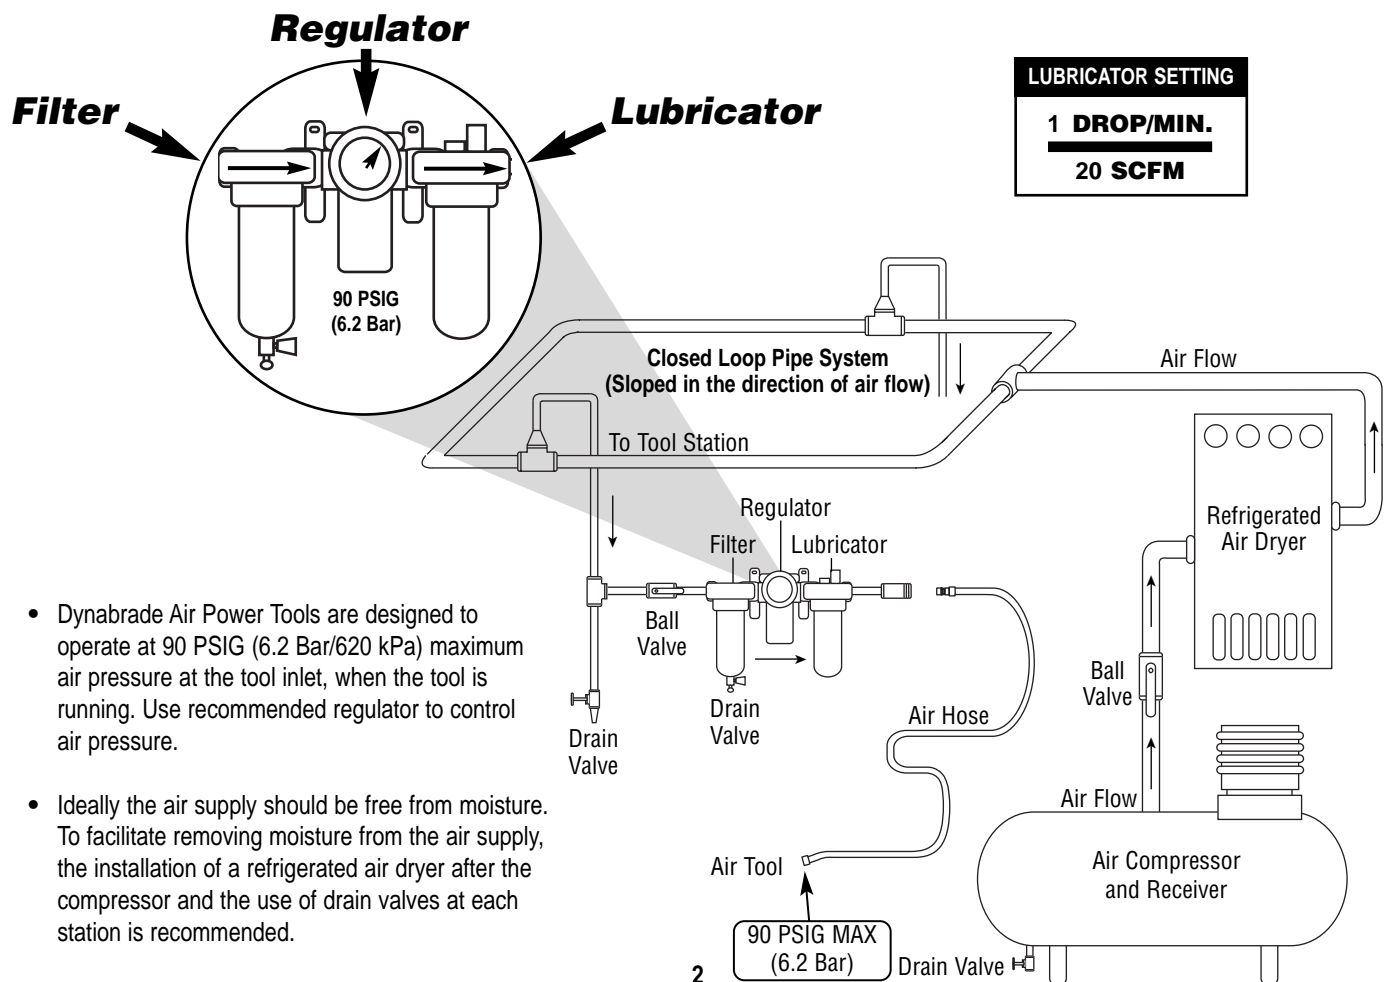 Regulator
Filter
Lubricator
90 PSIG
(6.2 Bar)
LUBRICATOR SETTING
1 DROP/MIN.
20 SCFM
Closed Loop Pipe System
(Sloped in the direction of air flow)
Air Flow
To Tool Station
Refrigerated
Air Dryer
Regulator
Filter
Lubricator
Ball
Valve
Drain
Valve
Drain
Valve
Air Hose
Ball
Valve
Air Flow
Air Compressor
and Receiver
Air Tool
90 PSIG MAX
(6.2 Bar)
Drain Valve
• Dynabrade Air Power Tools are designed to
operate at 90 PSIG (6.2 Bar/620 kPa) maximum
air pressure at the tool inlet, when the tool is
running. Use recommended regulator to control
air pressure.
• Ideally the air supply should be free from moisture.
To facilitate removing moisture from the air supply,
the installation of a refrigerated air dryer after the
compressor and the use of drain valves at each
station is recommended.
2